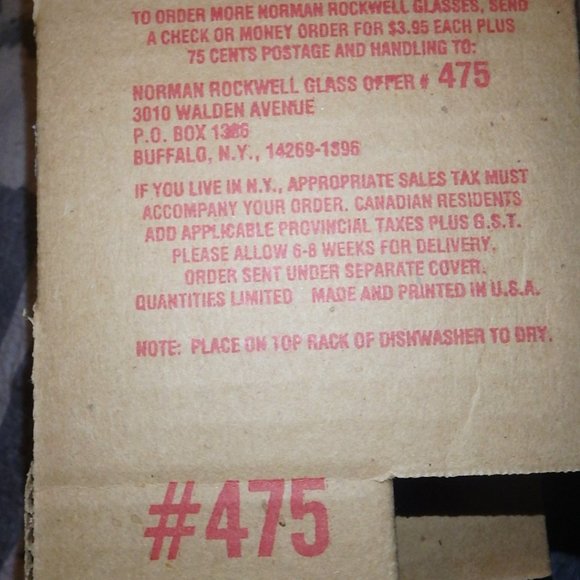 TO ORDER MORE NORMAN ROCKWELL GLASSES, SEND
A CHECK OR MONEY ORDER FOR $3.95 EACH PLUS
75 CENTS POSTAGE AND HANDLING TO:
NORMAN ROCKWELL GLASS OFFER # 475
3010 WALDEN AVENUE
P.O. BOX 1396
BUFFALO, N.Y., 14269-1396
IF YOU LIVE IN N.Y., APPROPRIATE SALES TAX MUST
ACCOMPANY YOUR ORDER. CANADIAN RESIDENTS
ADD APPLICABLE PROVINCIAL TAXES PLUS G.S.T.
PLEASE ALLOW 6-8 WEEKS FOR DELIVERY.
ORDER SENT UNDER SEPARATE COVER.
QUANTITIES LIMITED MADE AND PRINTED IN U.S.A.
NOTE: PLACE ON TOP RACK OF DISHWASHER TO DRY.
#475